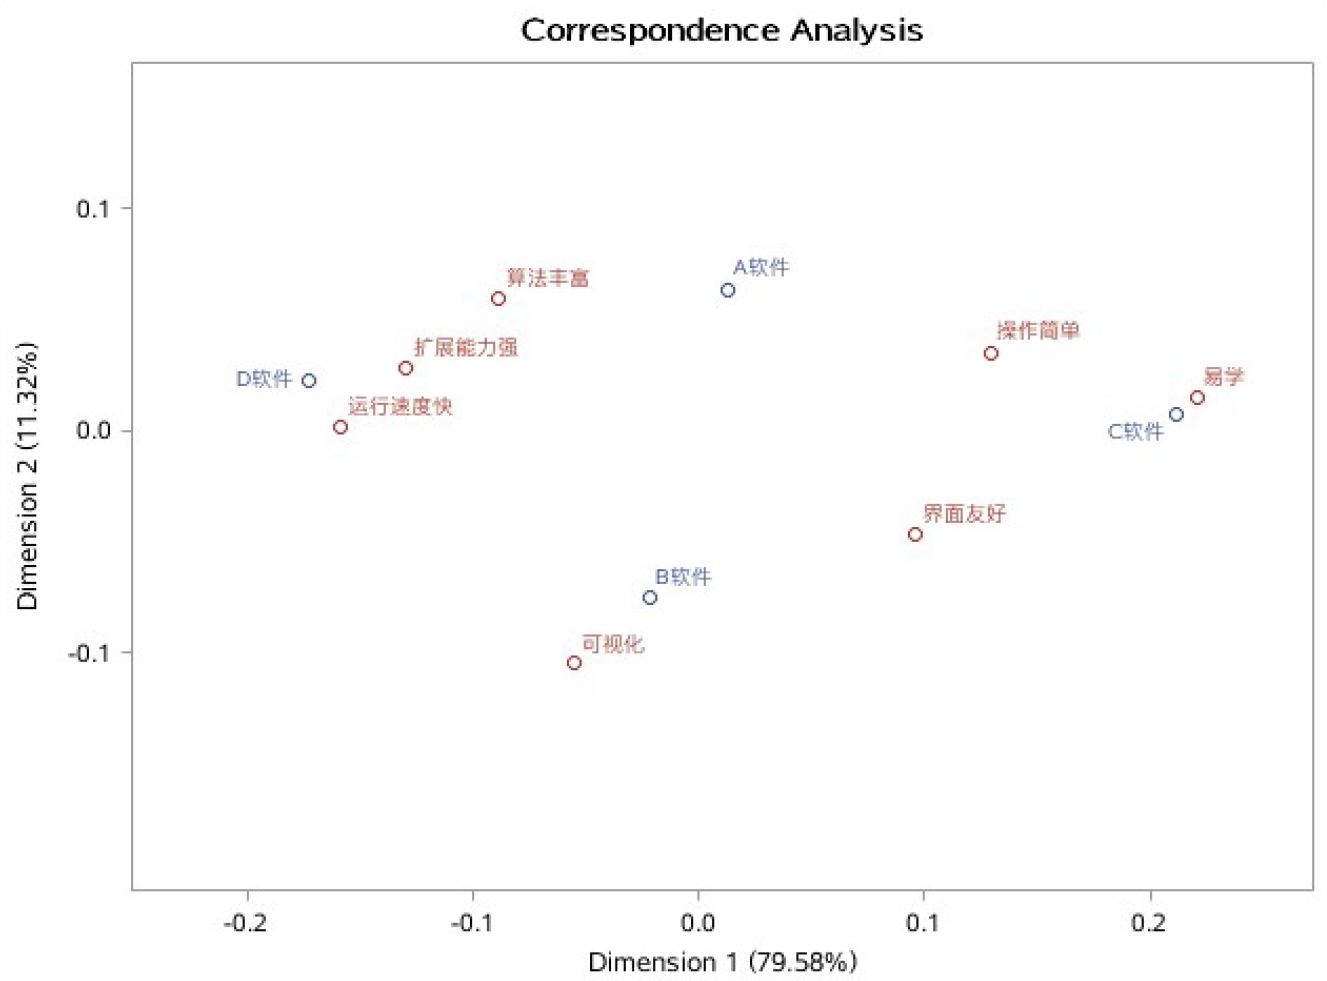 Correspondence Analysis
0.1
A软件
算法丰富
操作简单
扩展能力强
D软件
易学
运行速度快
0.0
C软件
界面友好
B软件
可视化
-0.1
Dimension 2 (11.32%)
-0.2
-0.1
0.0
0.1
0.2
Dimension 1 (79.58%)